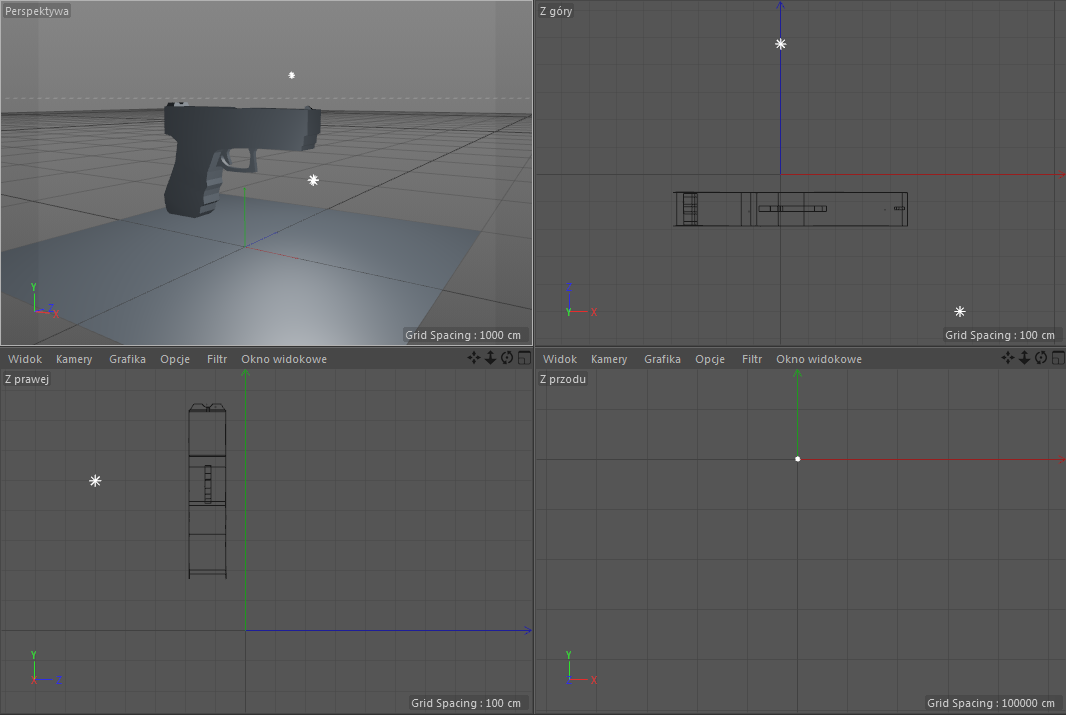 Perspektywa
Y
Z
X
Grid Spacing : 1000 cm
Z góry
Z
Y
X
Grid Spacing : 100 cm
Widok Kamery Grafika Opcje Filtr Okno widokowe
Z prawej
Y
X
Z
Grid Spacing : 100 cm
Widok Kamery Grafika Opcje Filtr Okno widokowe
Z przodu
Y
Z
X
Grid Spacing : 100000 cm